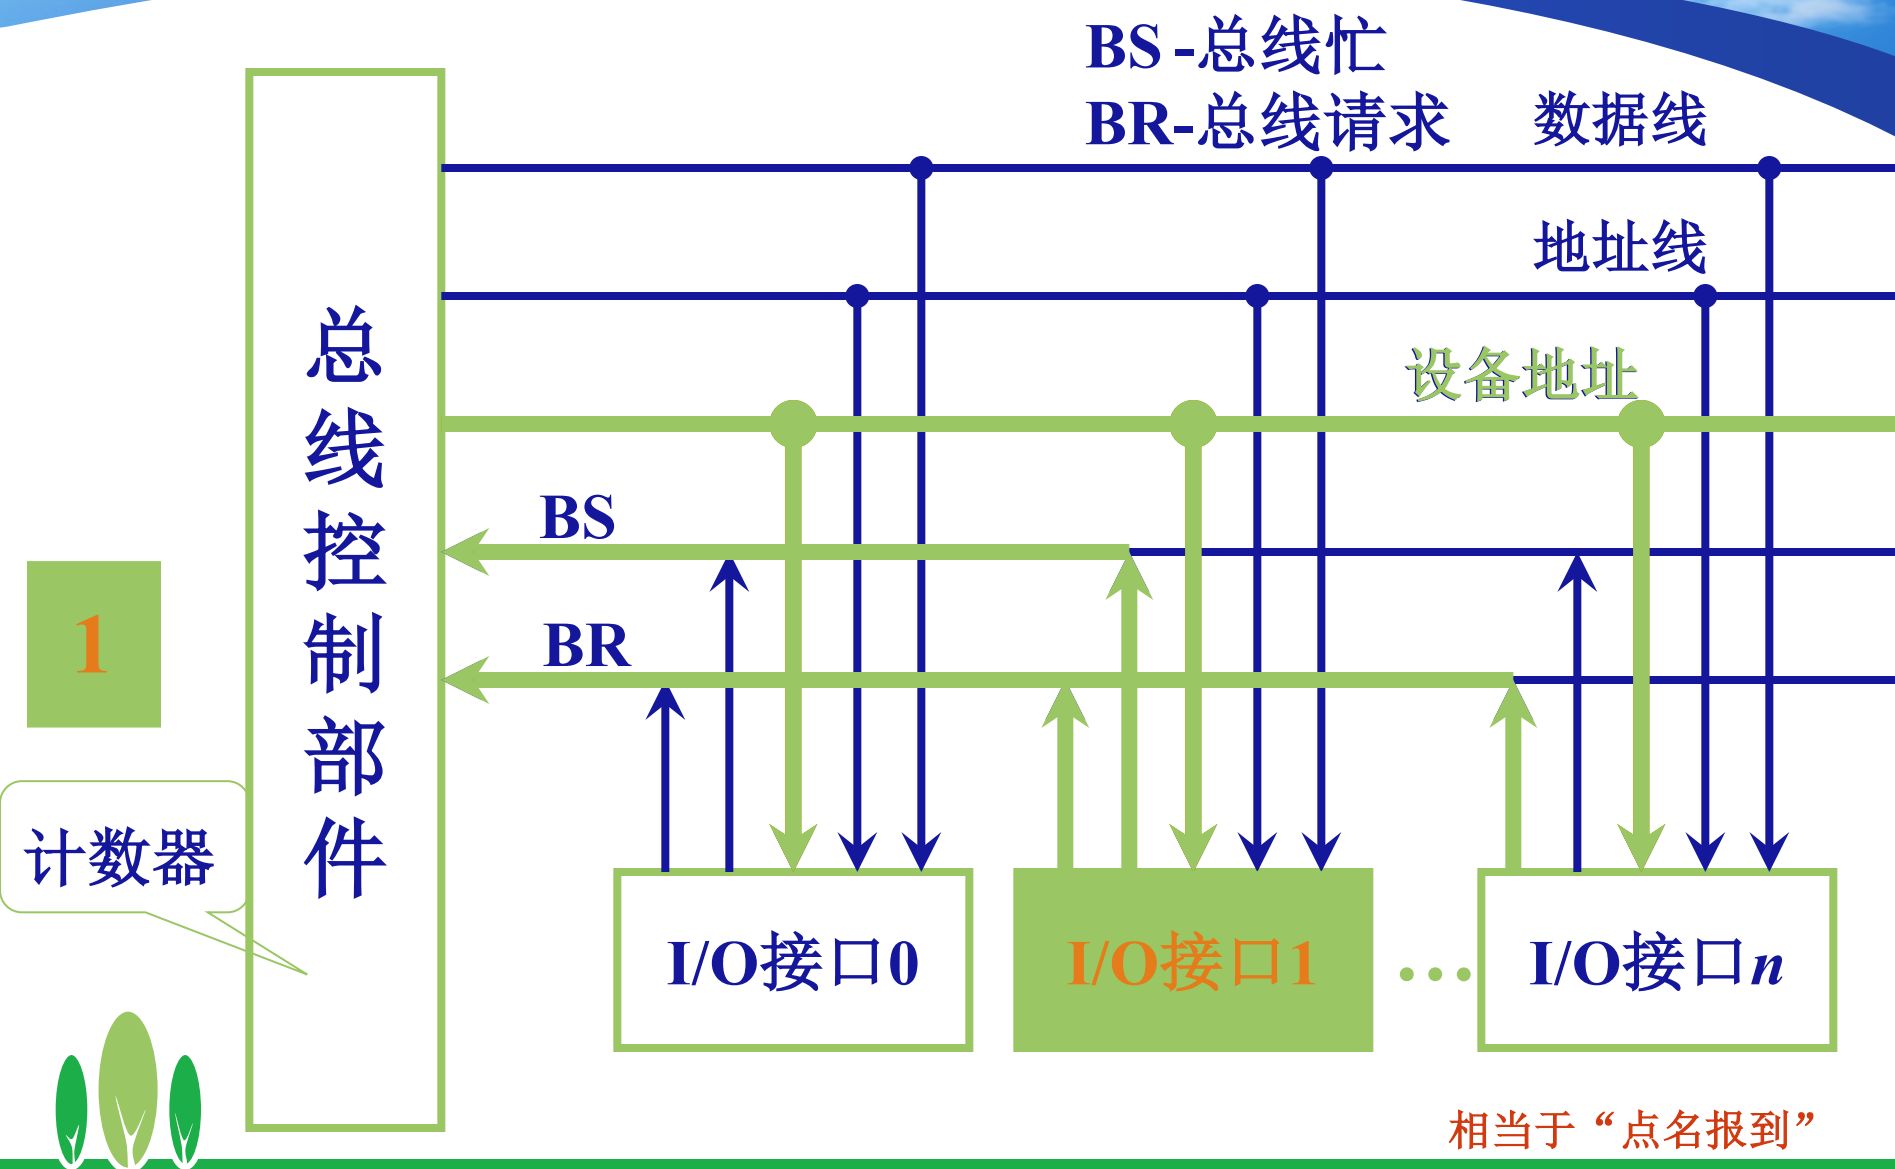 BS -总线忙
BR-总线请求
数据线
地址线
设备地址
BS
BR
总线控制部件
1
计数器
I/O接口0
I/O接口1
…
I/O接口n
相当于“点名报到”